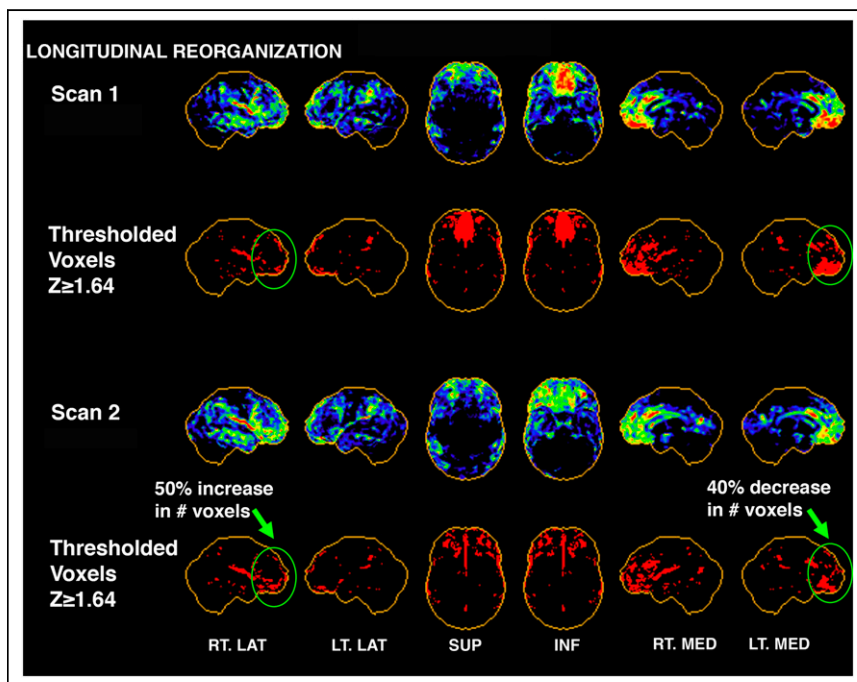 LONGITUDINAL REORGANIZATION
Scan 1
Thresholded
Voxels
Z≥1.64
Scan 2
50% increase
in # voxels
40% decrease
in # voxels
Thresholded
Voxels
Z≥1.64
RT. LAT LT. LAT SUP INF RT. MED LT. MED